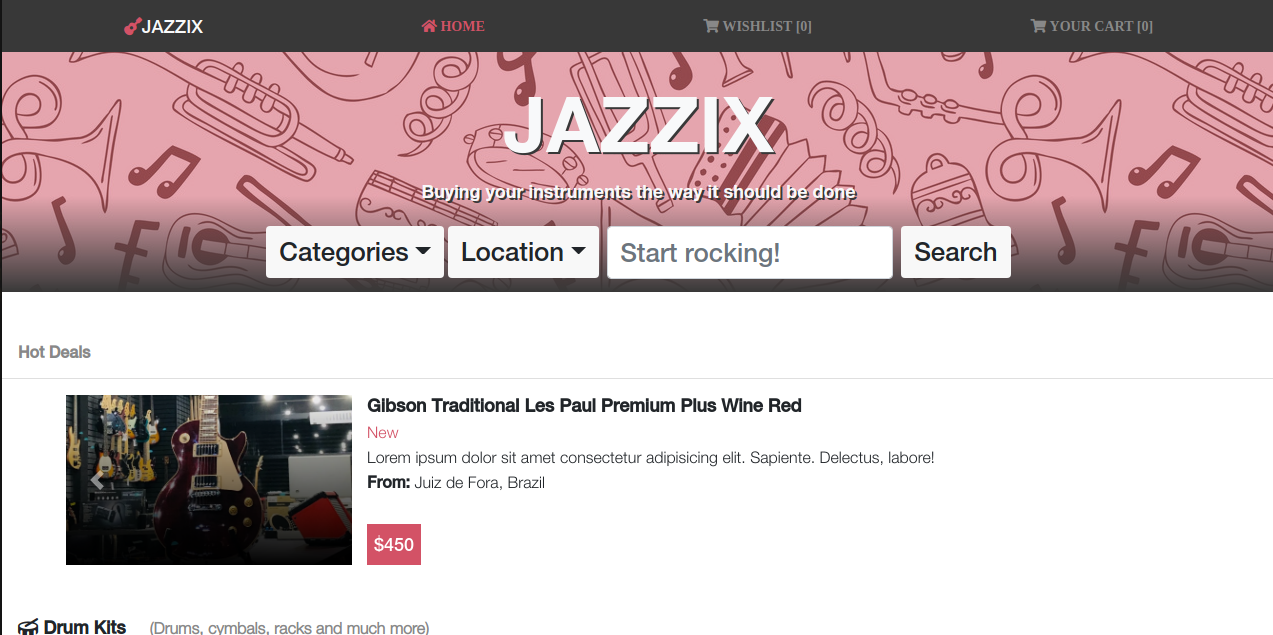 JAZZIX HOME WISHLIST [0] YOUR CART [0]
JAZZIX
Buying your instruments the way it should be done
Categories Location Start rocking! Search
Hot Deals
Gibson Traditional Les Paul Premium Plus Wine Red
New
Lorem ipsum dolor sit amet consectetur adipisicing elit. Sapiente. Delectus, labore!
From: Juiz de Fora, Brazil
$450
Drum Kits (Drums, cymbals, racks and much more)